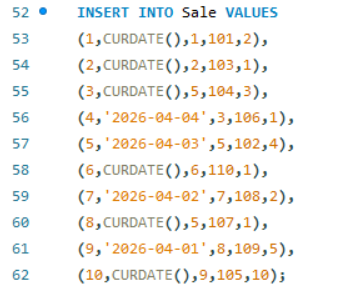 52 INSERT INTO Sale VALUES
53 (1,CURDATE(),1,101,2),
54 (2,CURDATE(),2,103,1),
55 (3,CURDATE(),5,104,3),
56 (4,'2026-04-04',3,106,1),
57 (5,'2026-04-03',5,102,4),
58 (6,CURDATE(),6,110,1),
59 (7,'2026-04-02',7,108,2),
60 (8,CURDATE(),5,107,1),
61 (9,'2026-04-01',8,109,5),
62 (10,CURDATE(),9,105,10);